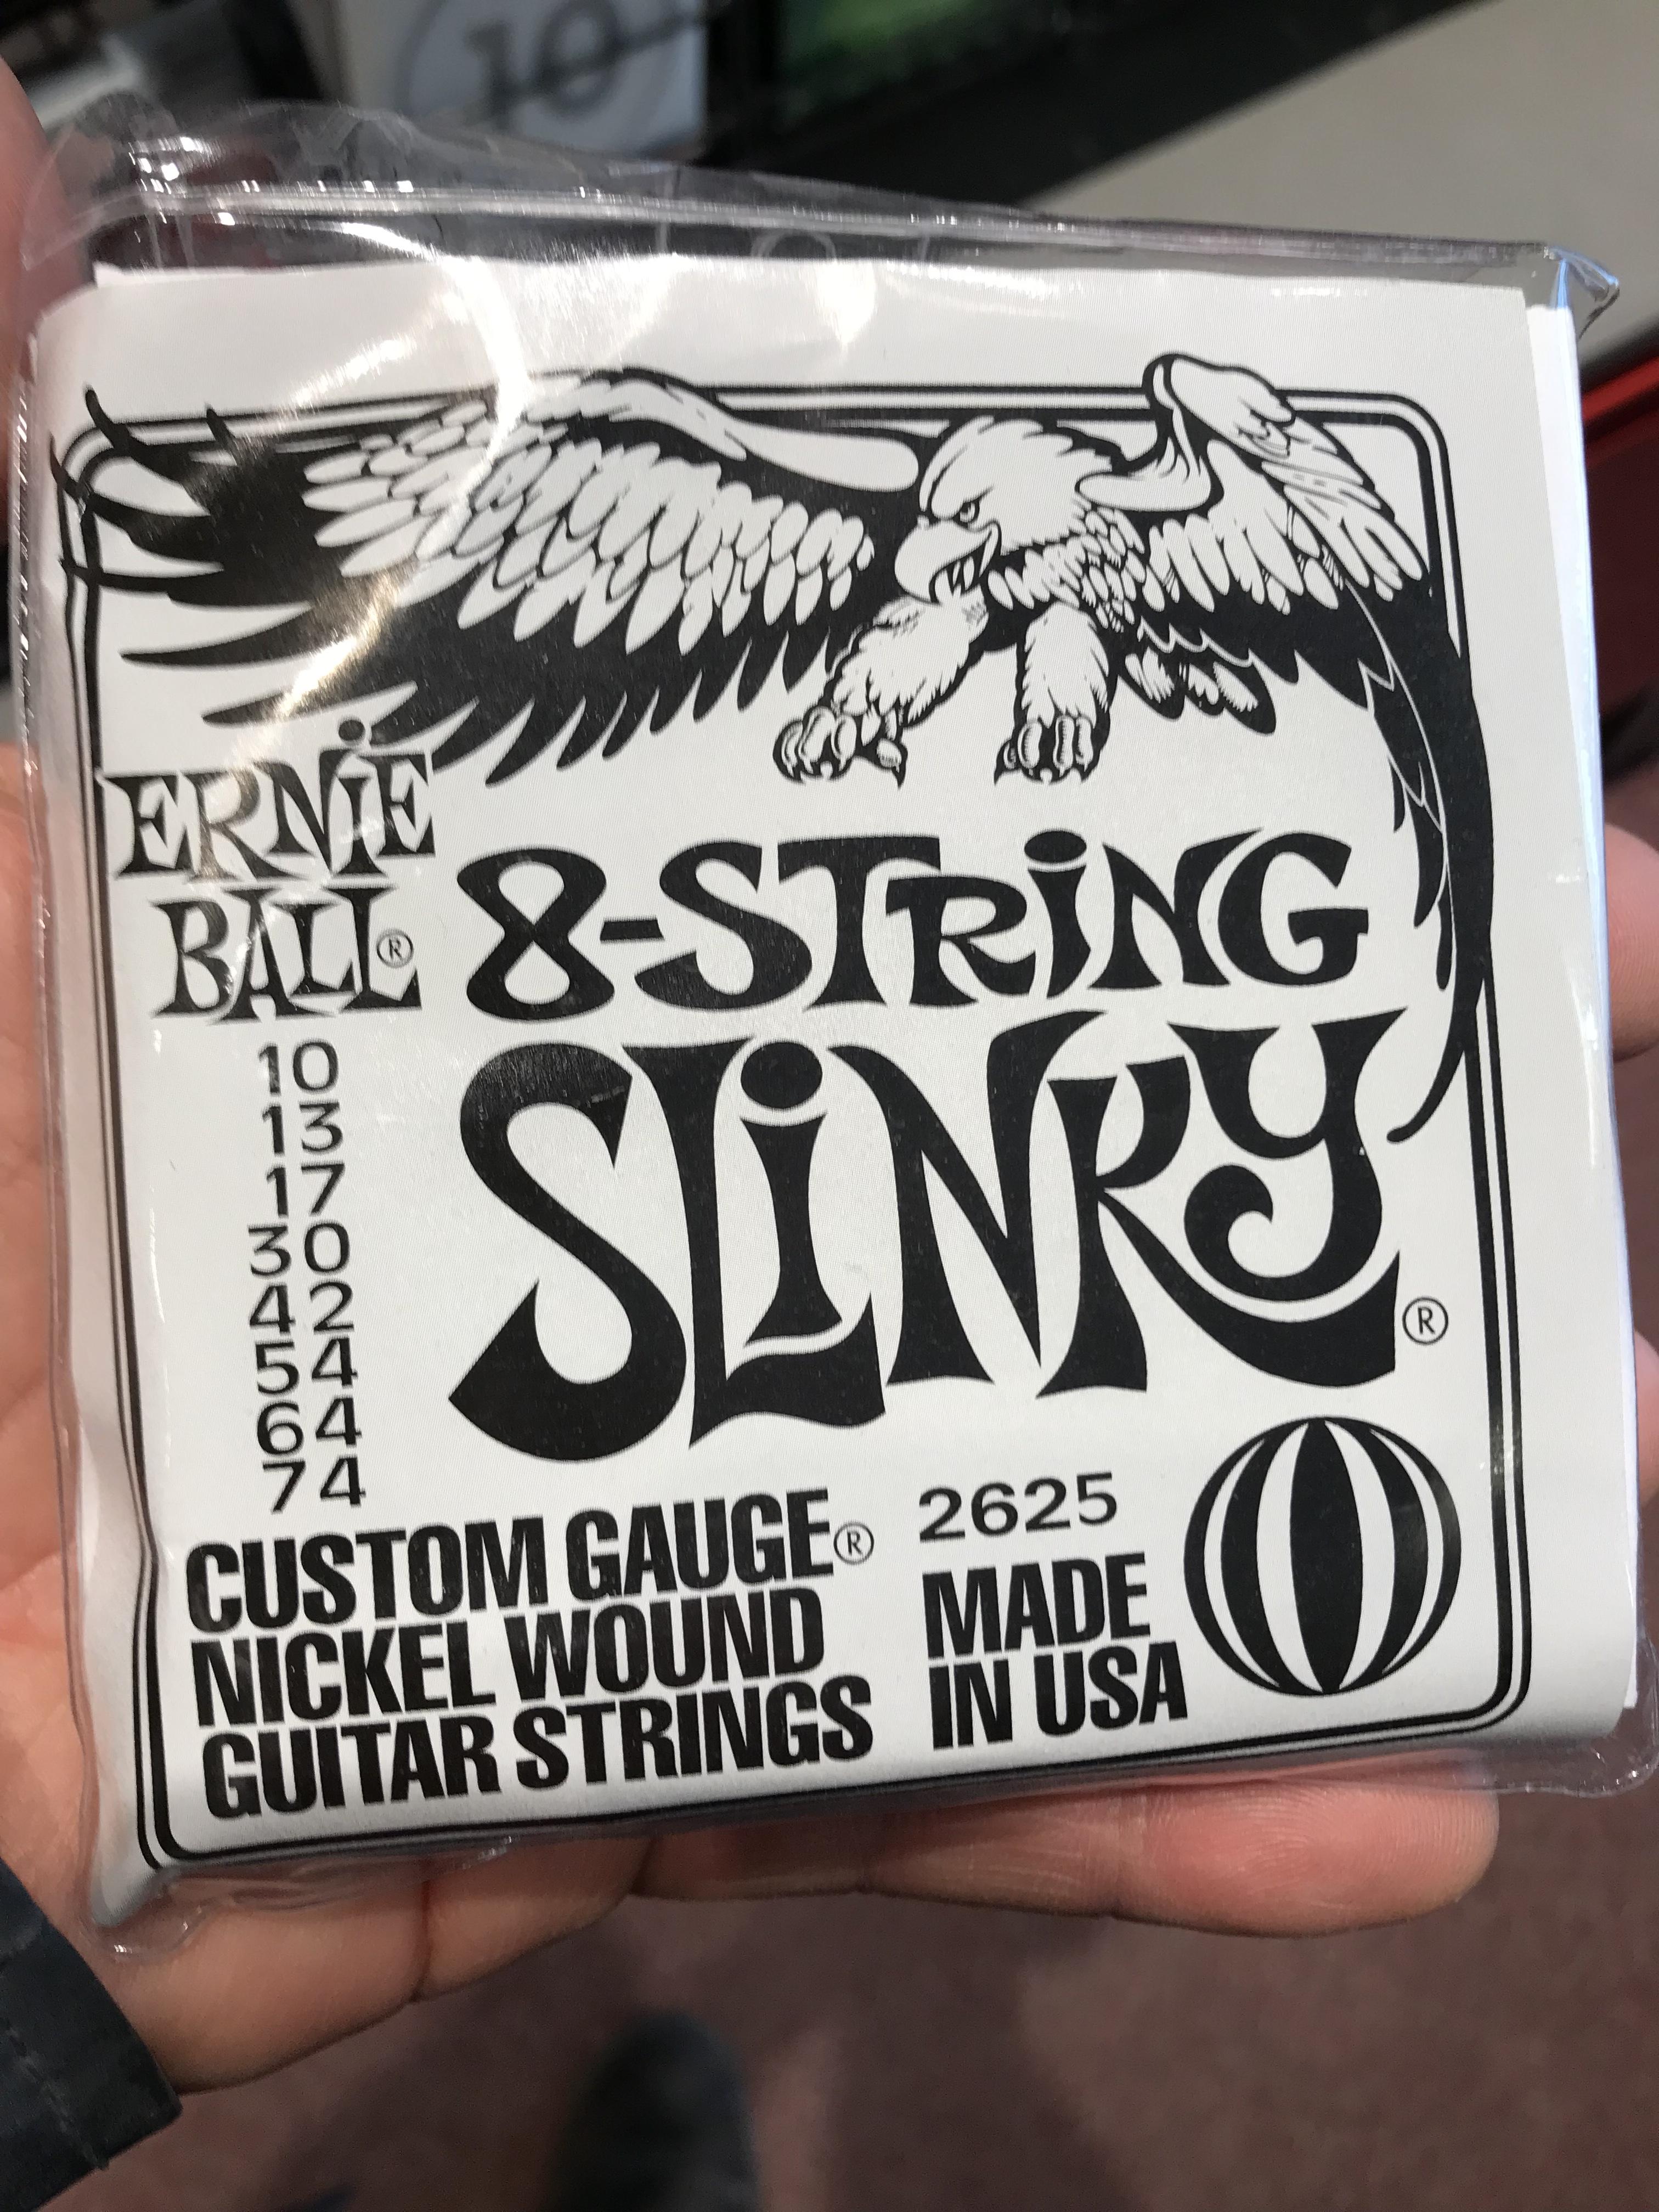 10
ERNiE
BALL®
8-STRiNG
SLiNKY®
10
13
17
30
42
54
64
74
CUSTOM GAUGE®
NICKEL WOUND
GUITAR STRINGS
2625
MADE
IN USA